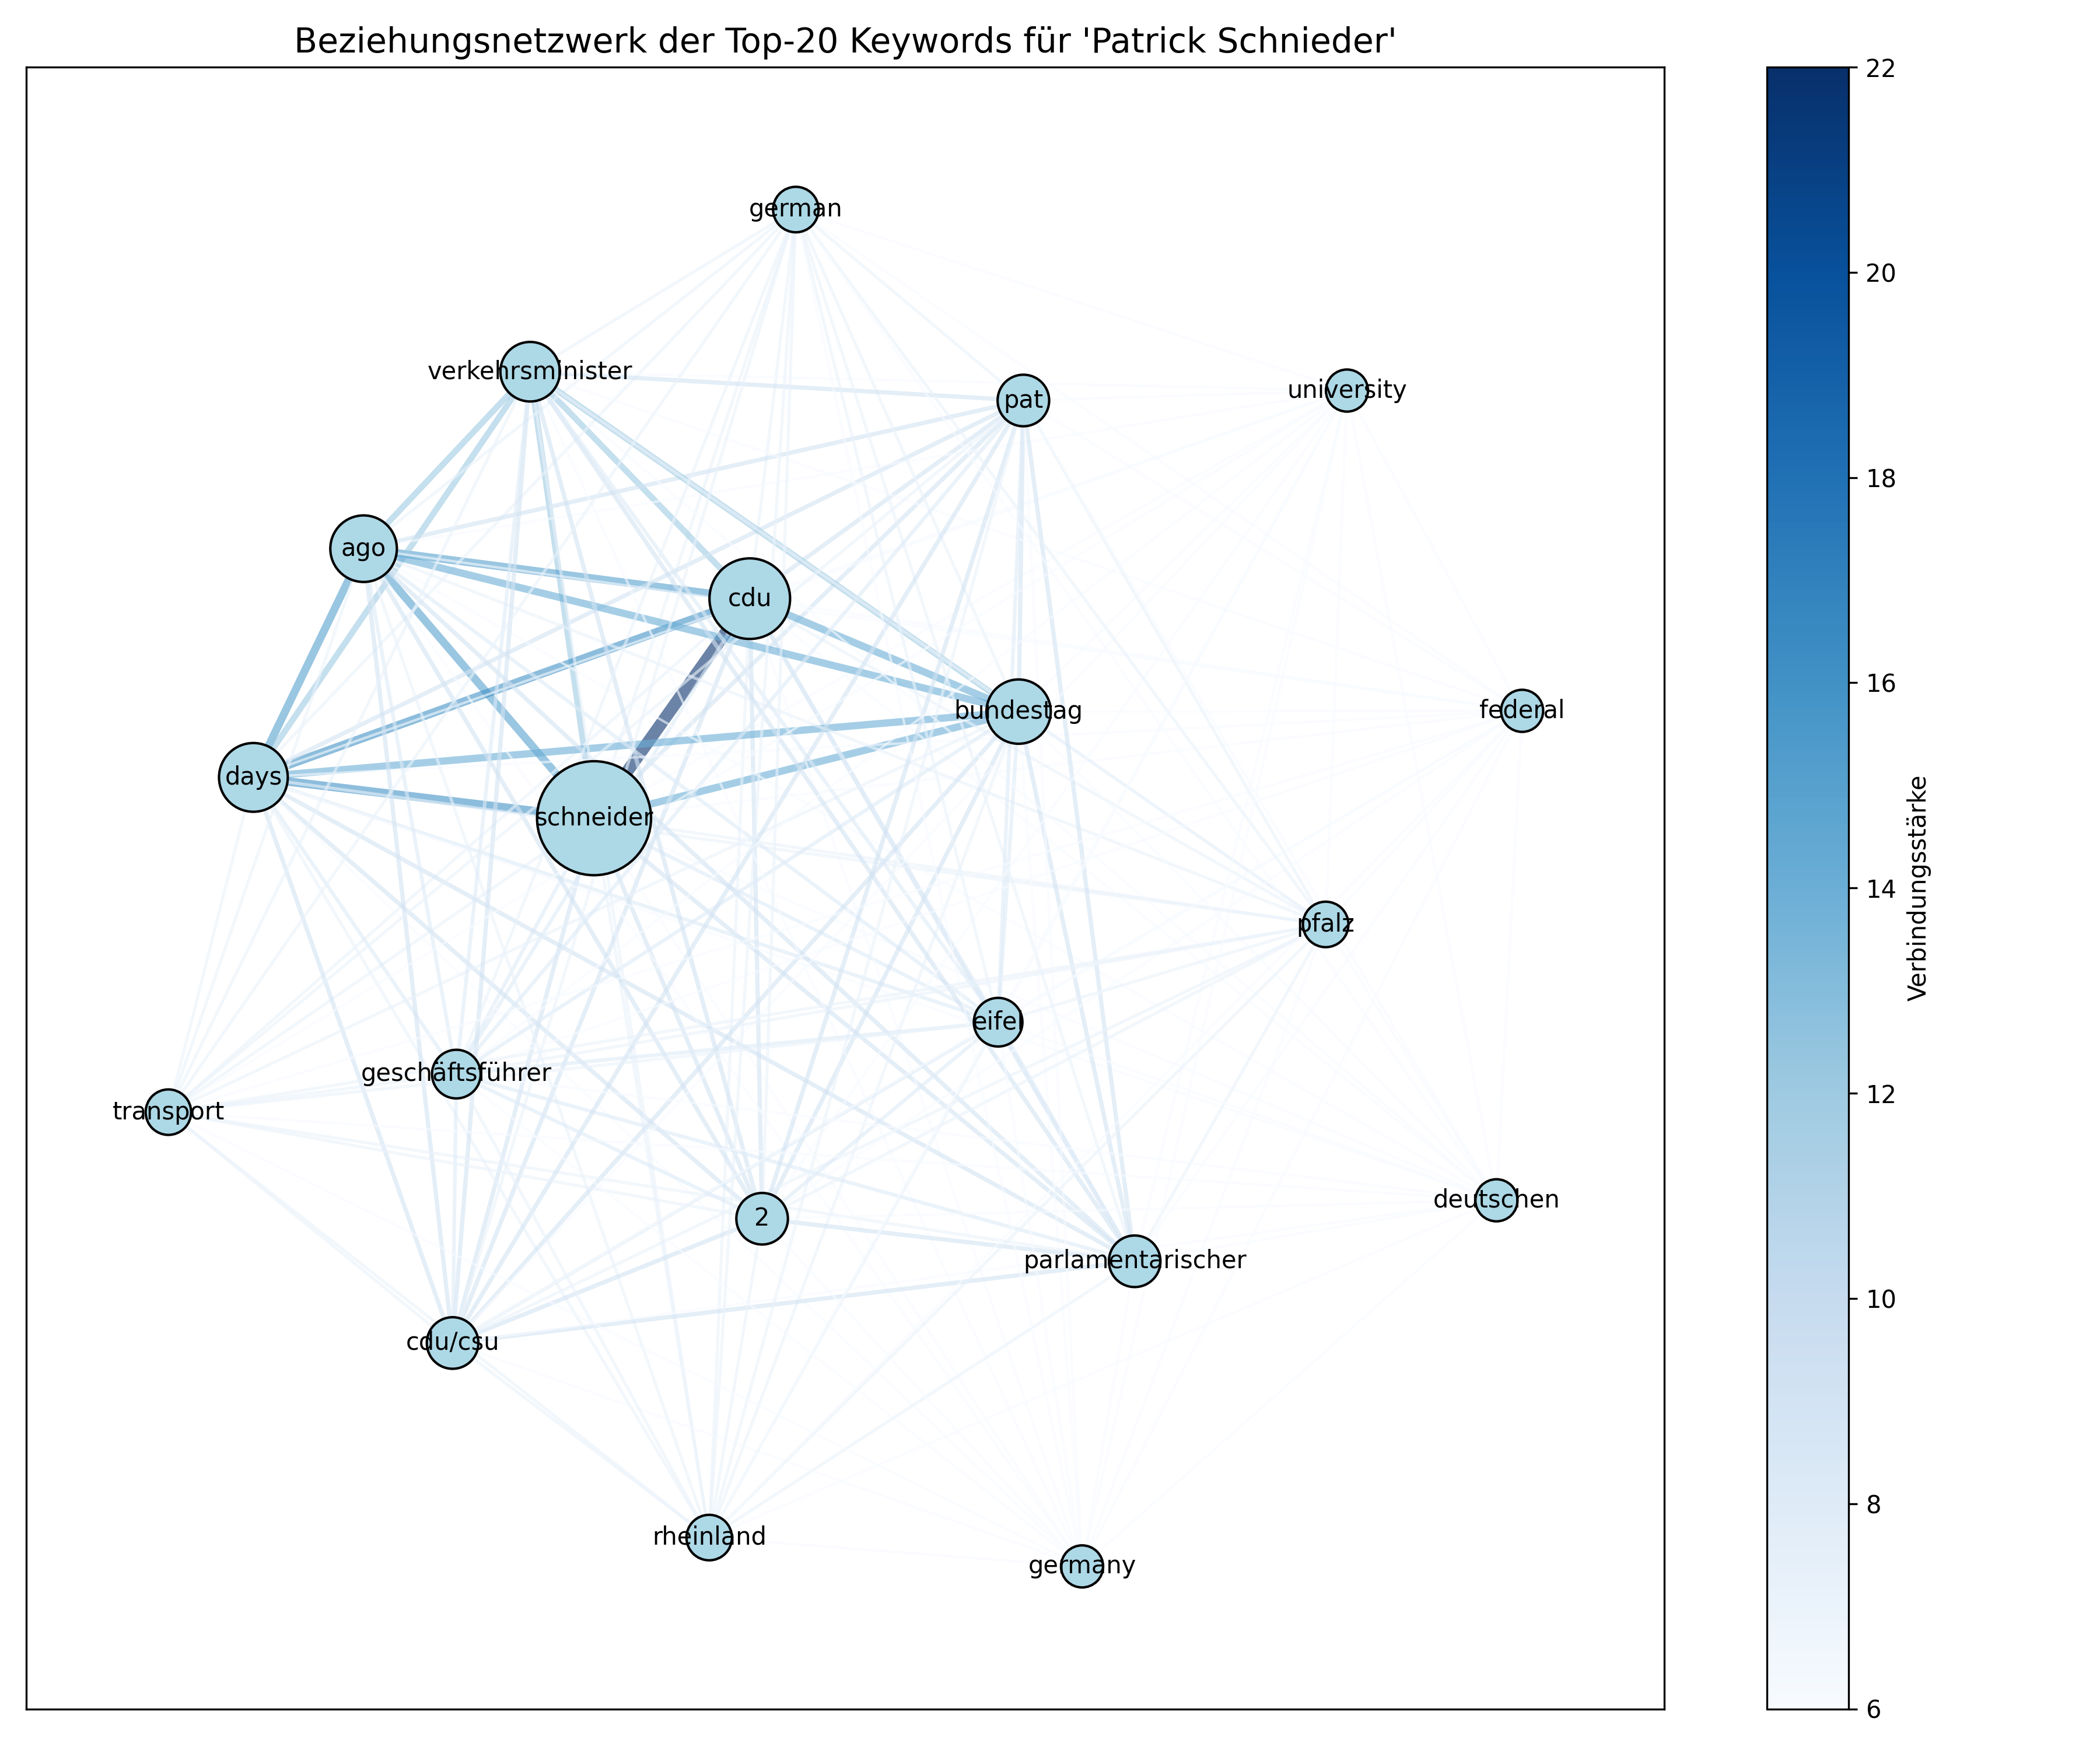 Beziehungsnetzwerk der Top-20 Keywords für 'Patrick Schnieder'
german
verkehrsminister
pat
university
ago
cdu
bundestag
federal
days
schneider
pfalz
eifel
geschäftsführer
transport
2
deutschen
parlamentarischer
cdu/csu
rheinland
germany
22
20
18
16
14
12
10
8
6
Verbindungsstärke